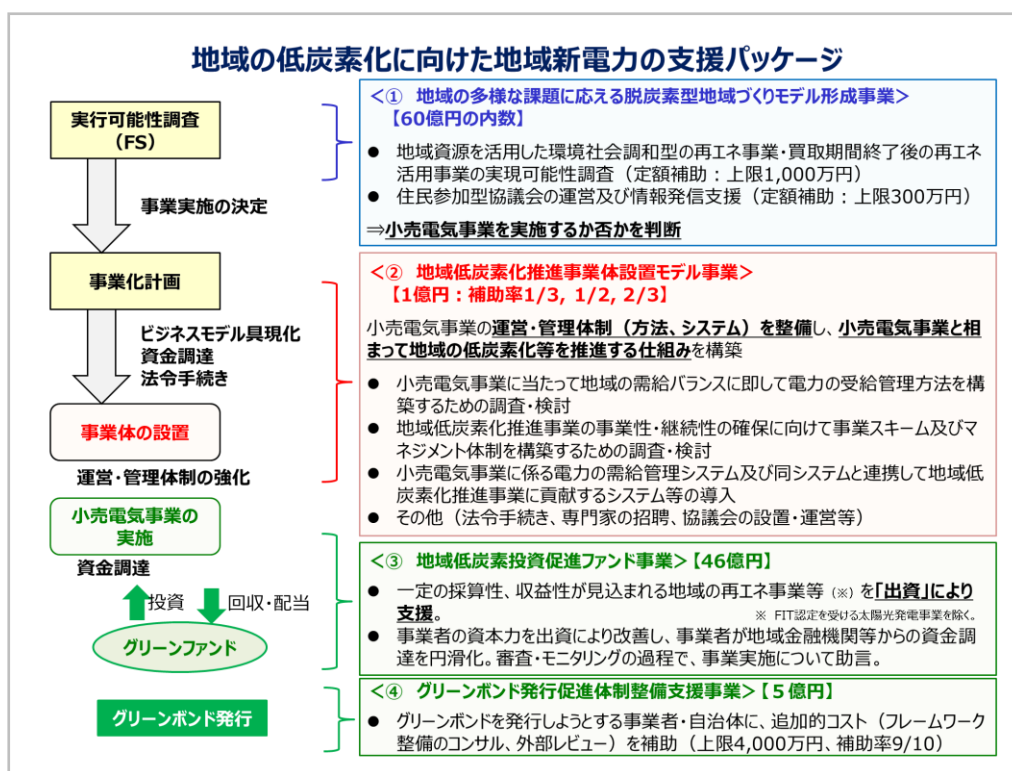 地域の低炭素化に向けた地域新電力の支援パッケージ
実行可能性調査
（FS）
事業実施の決定
事業化計画
ビジネスモデル具現化
資金調達
法令手続き
事業体の設置
運営・管理体制の強化
小売電気事業の
実施
資金調達
投資
回収・配当
グリーンファンド
グリーンボンド発行
＜① 地域の多様な課題に応える脱炭素型地域づくりモデル形成事業＞
【60億円の内数】
● 地域資源を活用した環境社会調和型の再エネ事業・買取期間終了後の再エネ
活用事業の実現可能性調査（定額補助：上限1,000万円）
● 住民参加型協議会の運営及び情報発信支援（定額補助：上限300万円）
⇒小売電気事業を実施するか否かを判断
＜② 地域低炭素化推進事業体設置モデル事業＞
【1億円：補助率1/3, 1/2, 2/3】
小売電気事業の運営・管理体制（方法、システム）を整備し、小売電気事業と相
まって地域の低炭素化等を推進する仕組みを構築
● 小売電気事業に当たって地域の需給バランスに即して電力の受給管理方法を構
築するための調査・検討
● 地域低炭素化推進事業の事業性・継続性の確保に向けて事業スキーム及びマ
ネジメント体制を構築するための調査・検討
● 小売電気事業に係る電力の需給管理システム及び同システムと連携して地域低
炭素化推進事業に貢献するシステム等の導入
● その他（法令手続き、専門家の招聘、協議会の設置・運営等）
＜③ 地域低炭素投資促進ファンド事業＞【46億円】
● 一定の採算性、収益性が見込まれる地域の再エネ事業等（※）を「出資」により
支援。
※ FIT認定を受ける太陽光発電事業を除く。
● 事業者の資本力を出資により改善し、事業者が地域金融機関等からの資金調
達を円滑化。審査・モニタリングの過程で、事業実施について助言。
＜④ グリーンボンド発行促進体制整備支援事業＞【５億円】
● グリーンボンドを発行しようとする事業者・自治体に、追加的コスト（フレームワーク
整備のコンサル、外部レビュー）を補助（上限4,000万円、補助率9/10）